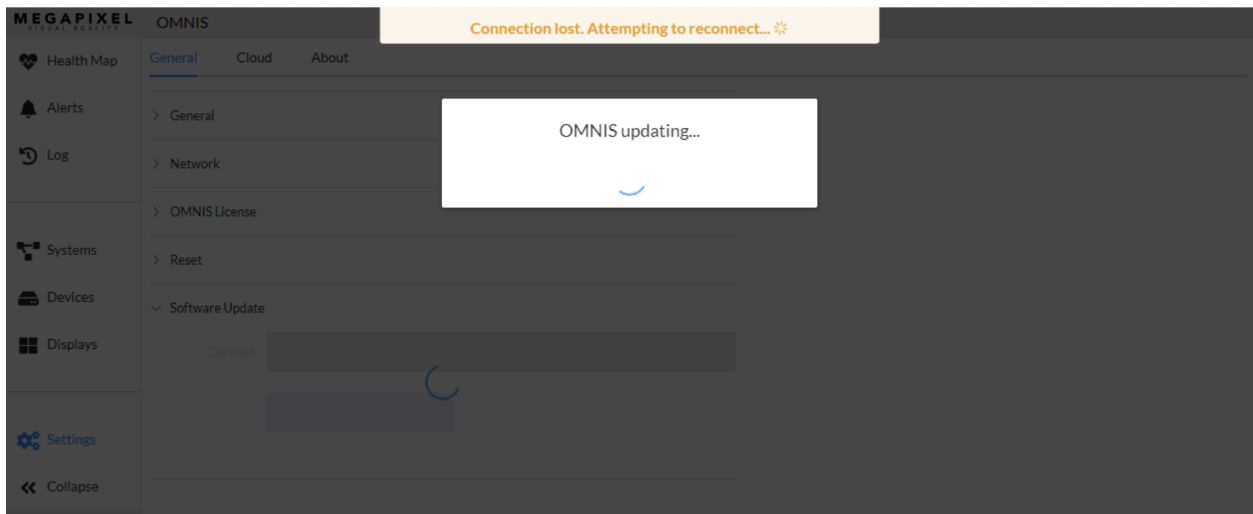 MEGAPIXEL
VISUAL REALITY
OMNIS
Connection lost. Attempting to reconnect...
Health Map
Alerts
Log
Systems
Devices
Displays
Settings
Collapse
General Cloud About
General
Network
OMNIS License
Reset
Software Update
Current
OMNIS updating...